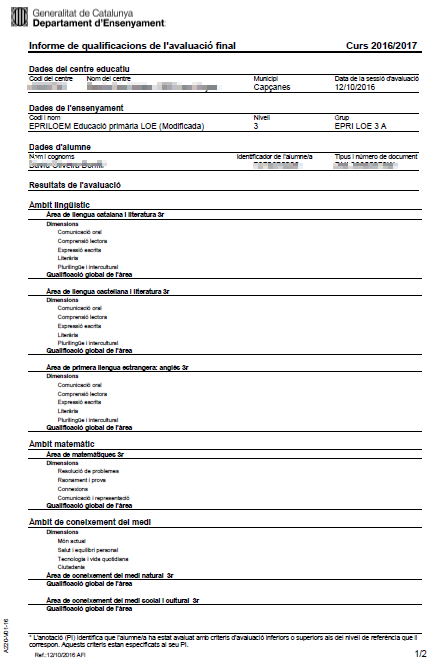 Generalitat de Catalunya
Departament d'Ensenyament
Informe de qualificacions de l'avaluació final Curs 2016/2017
Dades del centre educatiu
Codi del centre Nom del centre Municipi Data de la sessió d'avaluació
Capçanes 12/10/2016
Dades de l'ensenyament
Codi i nom Nivell Grup
EPRILOEM Educació primària LOE (Modificada) 3 EPRI LOE 3 A
Dades d'alumne
Nom i cognoms Identificador de l'alumne/a Tipus i número de document
Resultats de l'avaluació
Àmbit lingüístic
Àrea de llengua catalana i literatura 3r
Dimensions
Comunicació oral
Comprensió lectora
Expressió escrita
Literària
Plurilingüe i intercultural
Qualificació global de l'àrea
Àrea de llengua castellana i literatura 3r
Dimensions
Comunicació oral
Comprensió lectora
Expressió escrita
Literària
Plurilingüe i intercultural
Qualificació global de l'àrea
Àrea de primera llengua estrangera: anglès 3r
Dimensions
Comunicació oral
Comprensió lectora
Expressió escrita
Literària
Plurilingüe i intercultural
Qualificació global de l'àrea
Àmbit matemàtic
Àrea de matemàtiques 3r
Dimensions
Resolució de problemes
Raonament i prova
Connexions
Comunicació i representació
Qualificació global de l'àrea
Àmbit de coneixement del medi
Dimensions
Món actual
Salut i equilibri personal
Tecnologia i vida quotidiana
Ciutadania
Àrea de coneixement del medi natural 3r
Qualificació global de l'àrea
Àrea de coneixement del medi social i cultural 3r
Qualificació global de l'àrea
* L'anotació (PI) identifica que l'alumne/a ha estat avaluat amb criteris d'avaluació inferiors o superiors als del nivell de referència que li
correspon. Aquests criteris estan especificats al seu PI.
Ref.: 12/10/2016 AFI 1/2
A220-V01-16